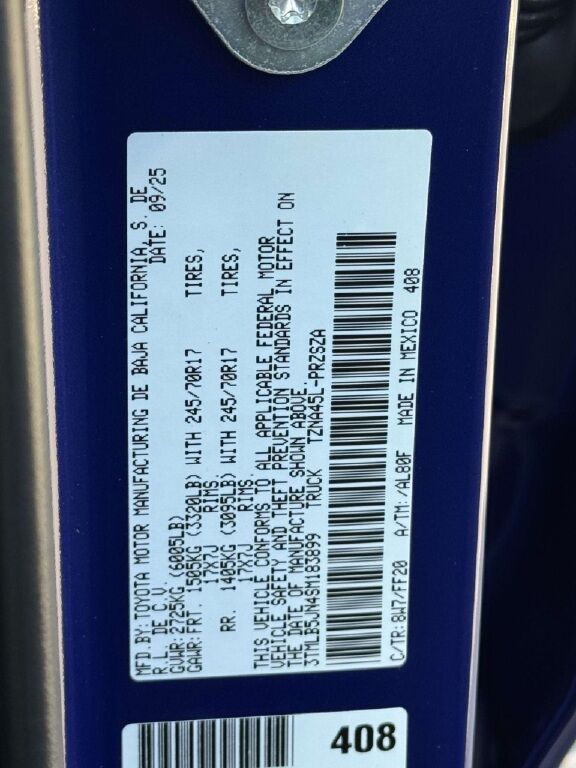 MFD.BY:TOYOTA MOTOR MANUFACTURING DE BAJA CALIFORNIA, S. DE
R.L. DE C.V. DATE: 09/25
GVWR:2725KG (6005LB)
GAWR:FRT. 1505KG (3320LB) WITH 245/70R17 TIRES,
17X7J RIMS.
RR. 1405KG (3095LB) WITH 245/70R17 TIRES,
17X7J RIMS.
THIS VEHICLE CONFORMS TO ALL APPLICABLE FEDERAL MOTOR
VEHICLE SAFETY AND THEFT PREVENTION STANDARDS IN EFFECT ON
THE DATE OF MANUFACTURE SHOWN ABOVE.
3TMLB5JN4SM183899 TRUCK TZNA45L-PRZSZA
C/TR:8W7/FF20 A/TM:/AL80F MADE IN MEXICO 408
408